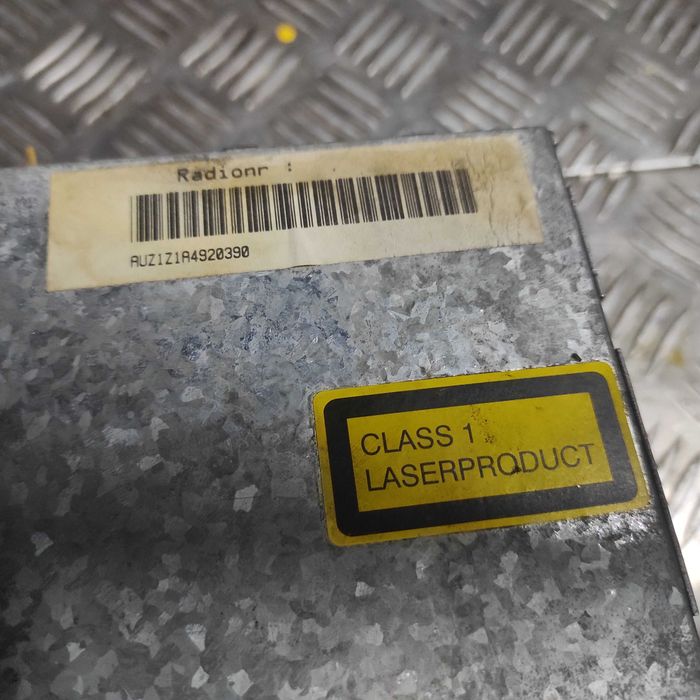 Radionr :
AUZ1Z1A4920390
CLASS 1
LASERPRODUCT